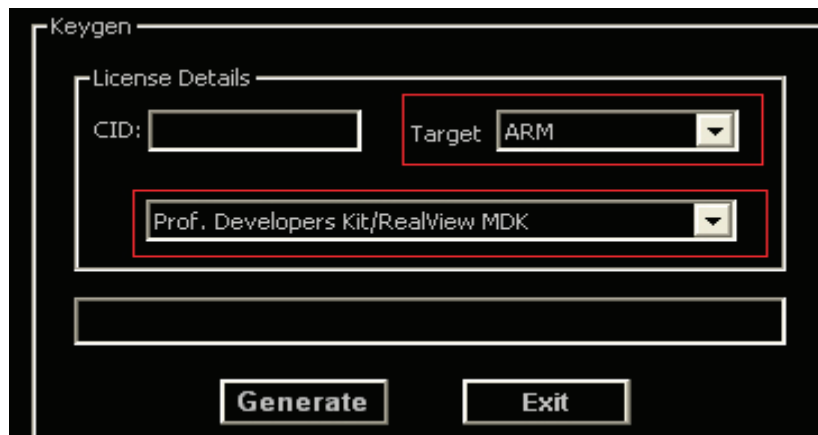 Keygen
License Details
CID:
Target ARM
Prof. Developers Kit/RealView MDK
Generate Exit